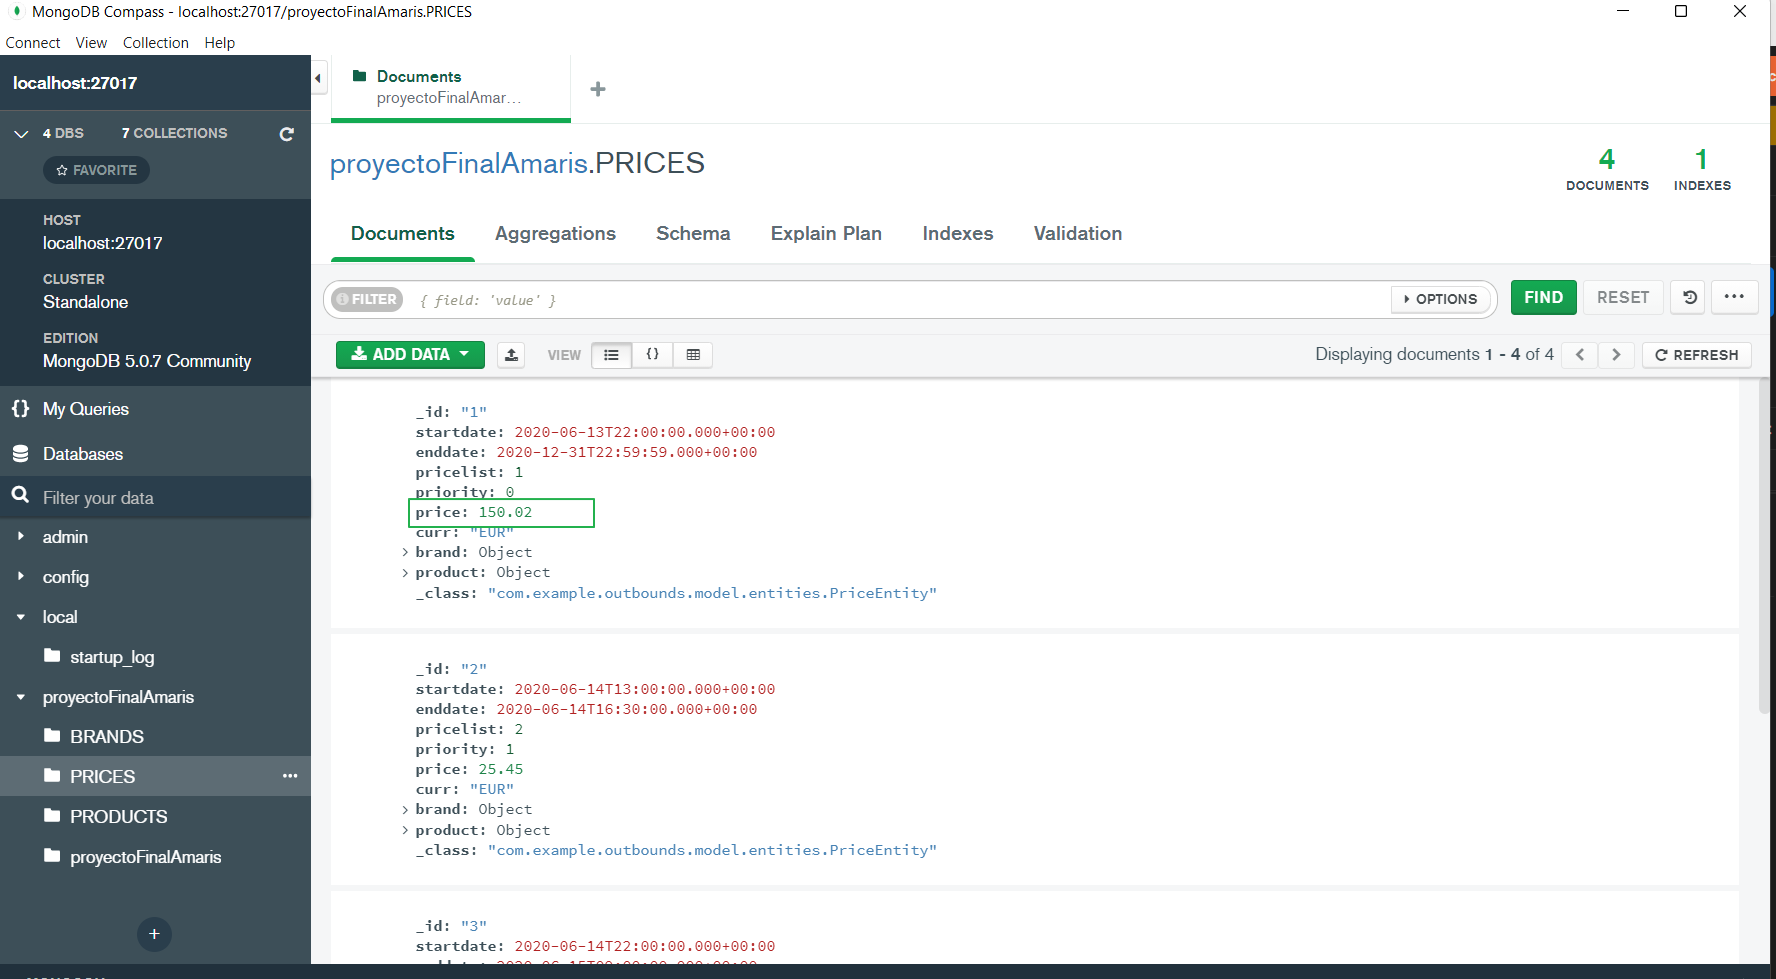 MongoDB Compass - localhost:27017/proyectoFinalAmaris.PRICES
Connect View Collection Help
localhost:27017
4 DBS 7 COLLECTIONS
FAVORITE
HOST
localhost:27017
CLUSTER
Standalone
EDITION
MongoDB 5.0.7 Community
My Queries
Databases
Filter your data
admin
config
local
startup_log
proyectoFinalAmaris
BRANDS
PRICES
PRODUCTS
proyectoFinalAmaris
Documents
proyectoFinalAmar...
proyectoFinalAmaris.PRICES
4 DOCUMENTS
1 INDEXES
Documents Aggregations Schema Explain Plan Indexes Validation
FILTER { field: 'value' } OPTIONS FIND RESET
ADD DATA VIEW {} Displaying documents 1 - 4 of 4 REFRESH
_id: "1"
startdate: 2020-06-13T22:00:00.000+00:00
enddate: 2020-12-31T22:59:59.000+00:00
pricelist: 1
priority: 0
price: 150.02
curr: "EUR"
brand: Object
product: Object
_class: "com.example.outbounds.model.entities.PriceEntity"
_id: "2"
startdate: 2020-06-14T13:00:00.000+00:00
enddate: 2020-06-14T16:30:00.000+00:00
pricelist: 2
priority: 1
price: 25.45
curr: "EUR"
brand: Object
product: Object
_class: "com.example.outbounds.model.entities.PriceEntity"
_id: "3"
startdate: 2020-06-14T22:00:00.000+00:00